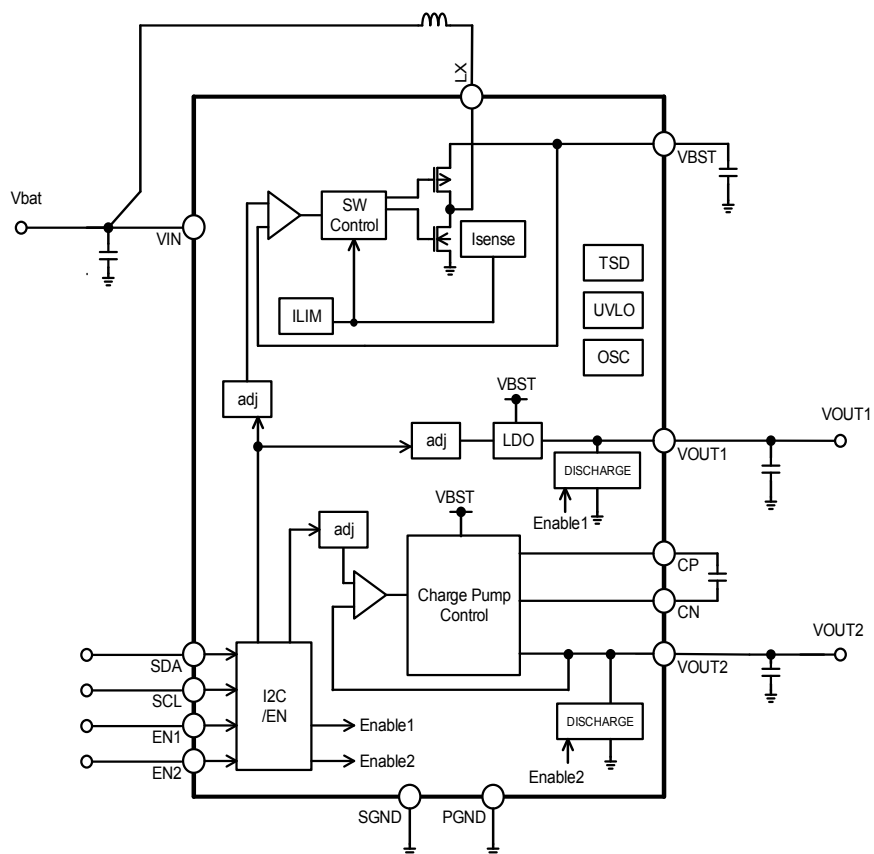 LX
VBST
Vbat
VIN
SW
Control
Isense
TSD
UVLO
OSC
ILIM
adj
VBST
adj
LDO
VOUT1
VOUT1
DISCHARGE
Enable1
VBST
adj
Charge Pump
Control
CP
CN
VOUT2
VOUT2
SDA
SCL
EN1
EN2
I2C
/EN
Enable1
Enable2
DISCHARGE
Enable2
SGND
PGND